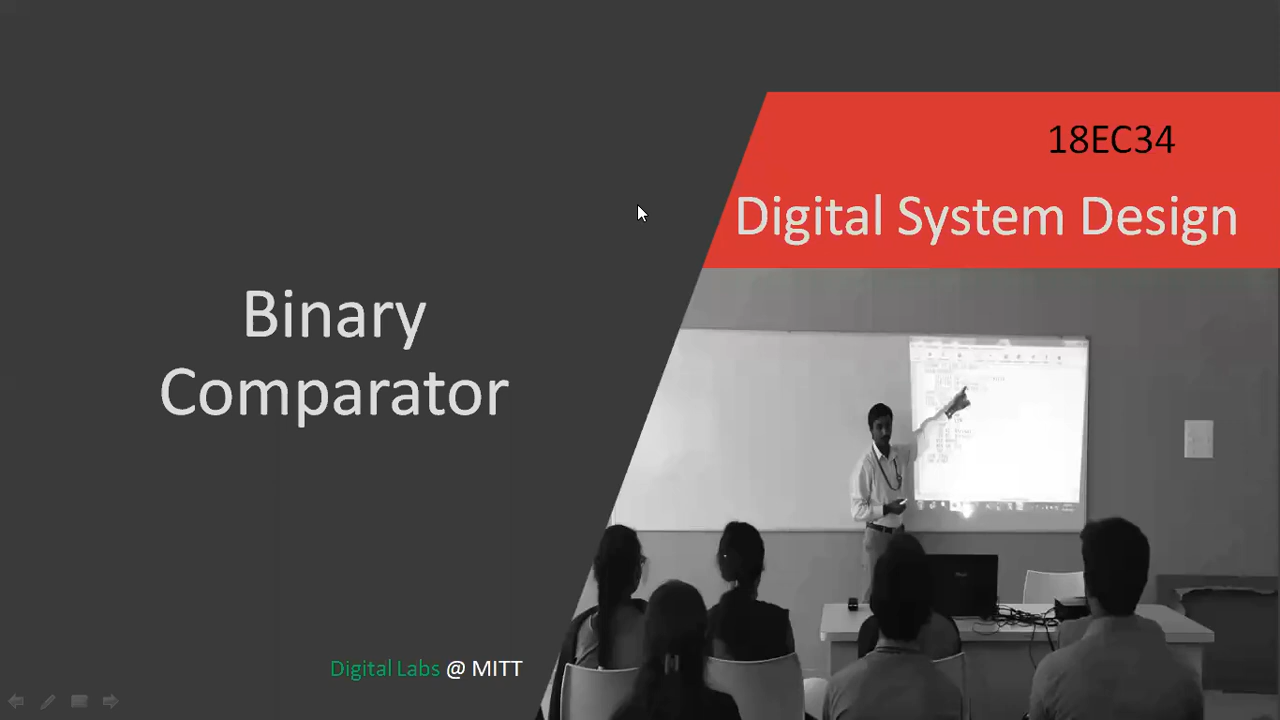 18EC34
Digital System Design
Binary
Comparator
Digital Labs @ MITT